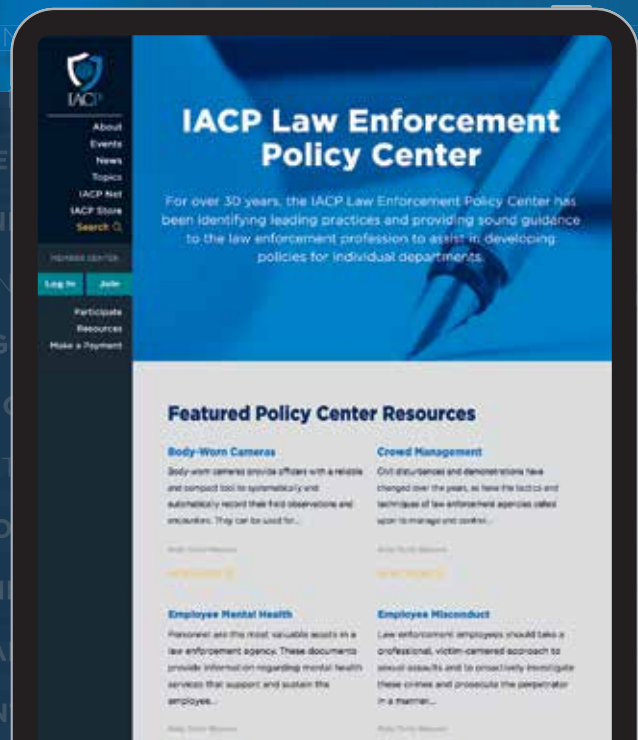 IACP
About
Events
News
Topics
IACP Net
IACP Store
Search
MEMBER CENTER
Log In
Join
Participate
Resources
Make a Payment
IACP Law Enforcement
Policy Center
For over 30 years, the IACP Law Enforcement Policy Center has
been identifying leading practices and providing sound guidance
to the law enforcement profession to assist in developing
policies for individual departments.
Featured Policy Center Resources
Body-Worn Cameras
Body-worn cameras provide officers with a reliable
and compact tool to systematically and
automatically record their field observations and
encounters. They can be used for...
Crowd Management
Civil disturbances and demonstrations have
changed over the years, as have the tactics and
techniques of law enforcement agencies called
upon to manage and control...
Employee Mental Health
Personnel are the most valuable assets in a
law enforcement agency. These documents
provide information regarding mental health
services that support and sustain the
employee...
Employee Misconduct
Law enforcement employees should take a
professional, victim-centered approach to
sexual assaults and to proactively investigate
these crimes and prosecute the perpetrator
in a manner...